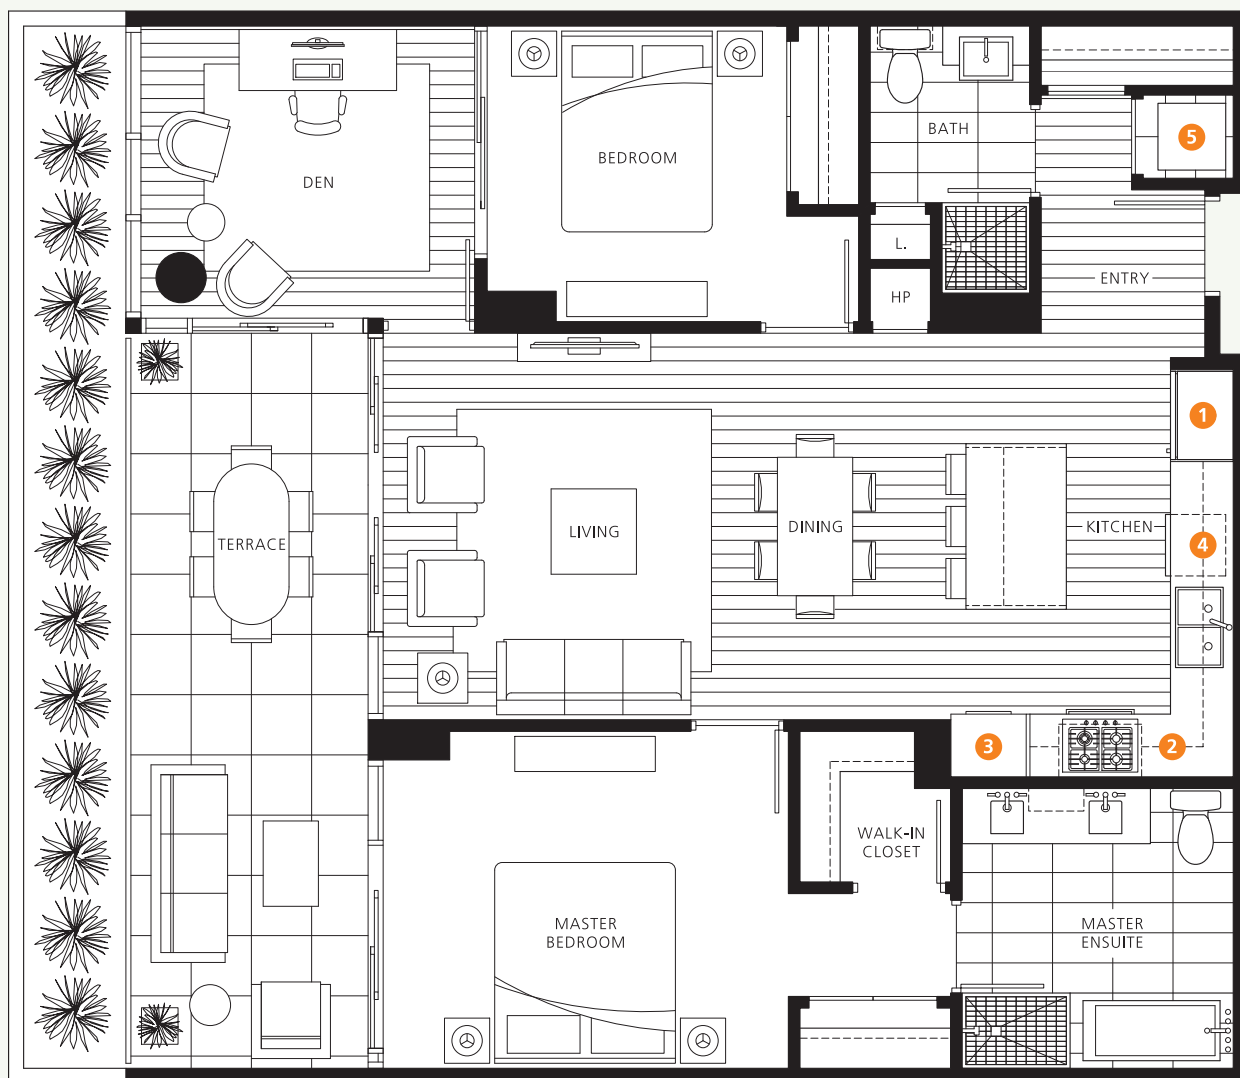 BATH
5
BEDROOM
DEN
L.
ENTRY
HP
1
LIVING
DINING
KITCHEN
4
TERRACE
3
2
WALK-IN
CLOSET
MASTER
BEDROOM
MASTER
ENSUITE